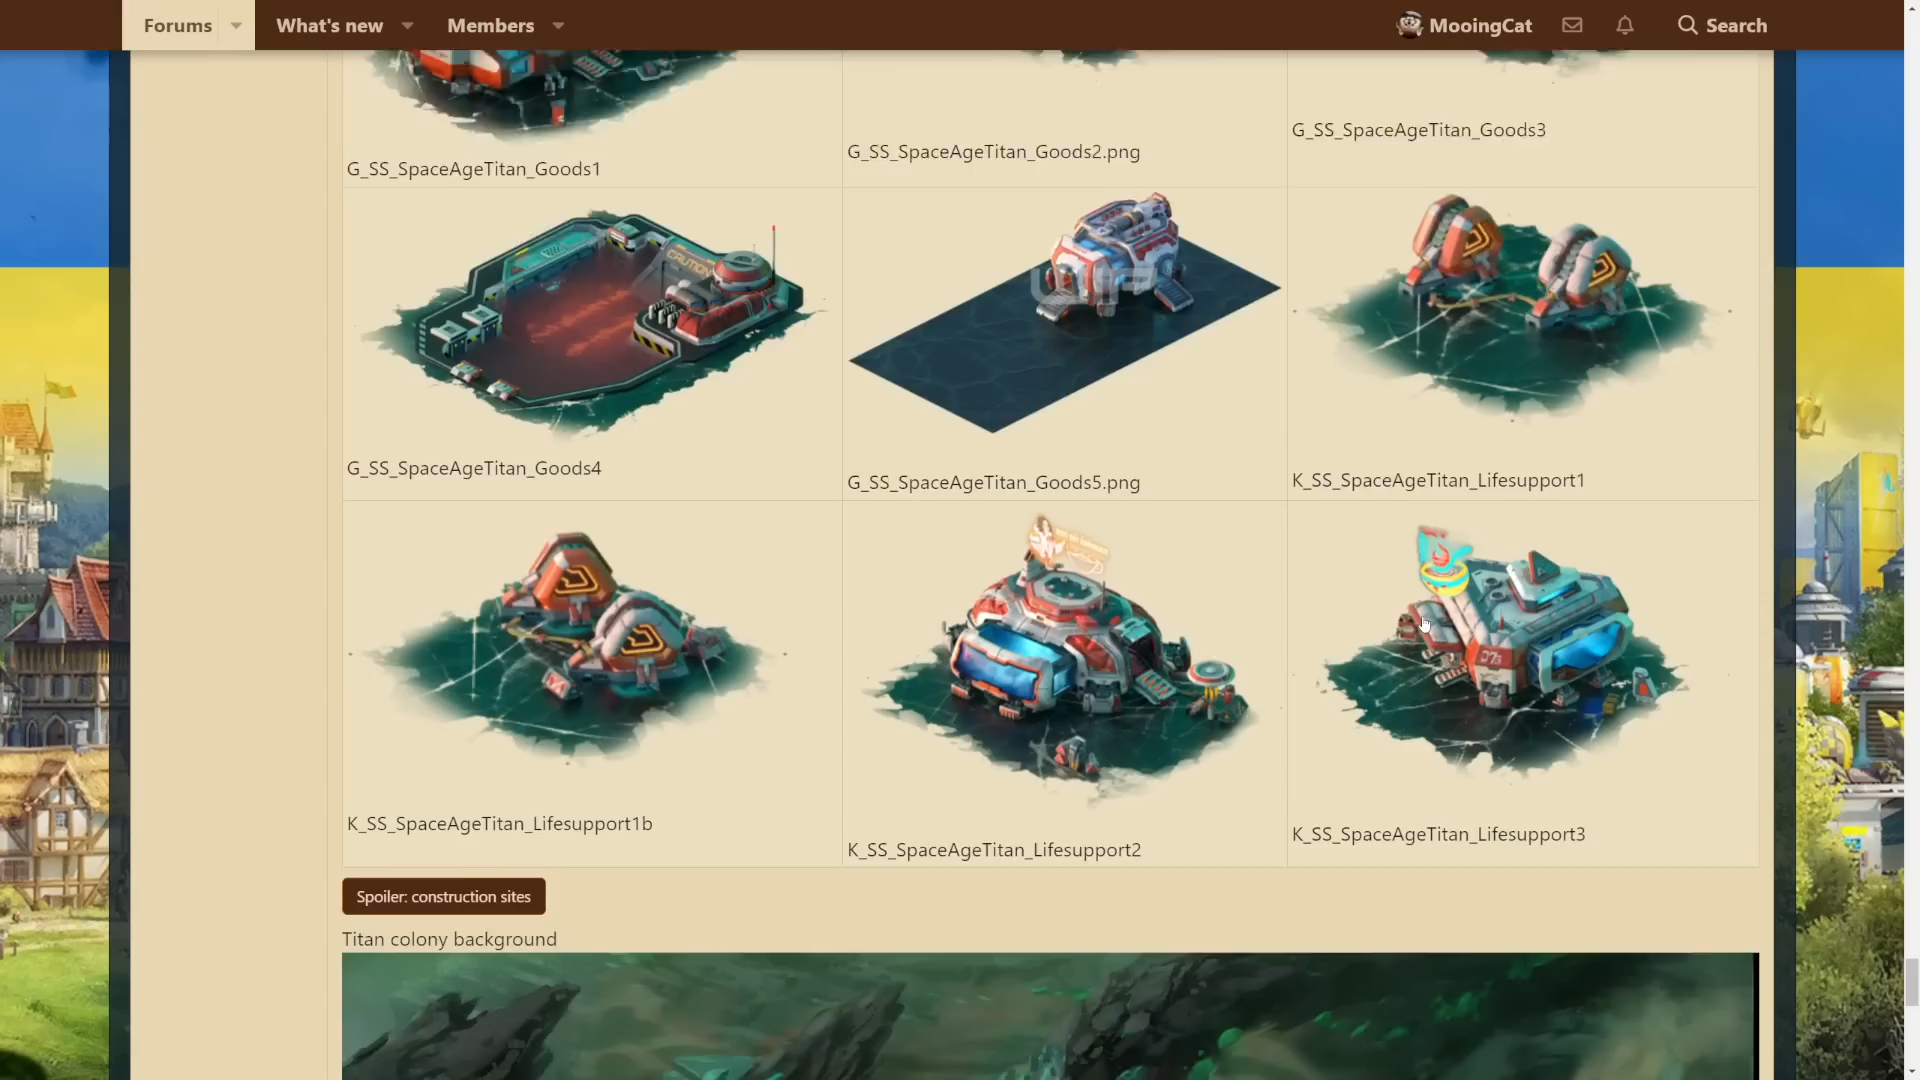 Forums
What's new
Members
MooingCat
Search
G_SS_SpaceAgeTitan_Goods1
G_SS_SpaceAgeTitan_Goods2.png
G_SS_SpaceAgeTitan_Goods3
CAUTION
G_SS_SpaceAgeTitan_Goods4
G_SS_SpaceAgeTitan_Goods5.png
K_SS_SpaceAgeTitan_Lifesupport1
K_SS_SpaceAgeTitan_Lifesupport1b
K_SS_SpaceAgeTitan_Lifesupport2
K_SS_SpaceAgeTitan_Lifesupport3
Spoiler: construction sites
Titan colony background